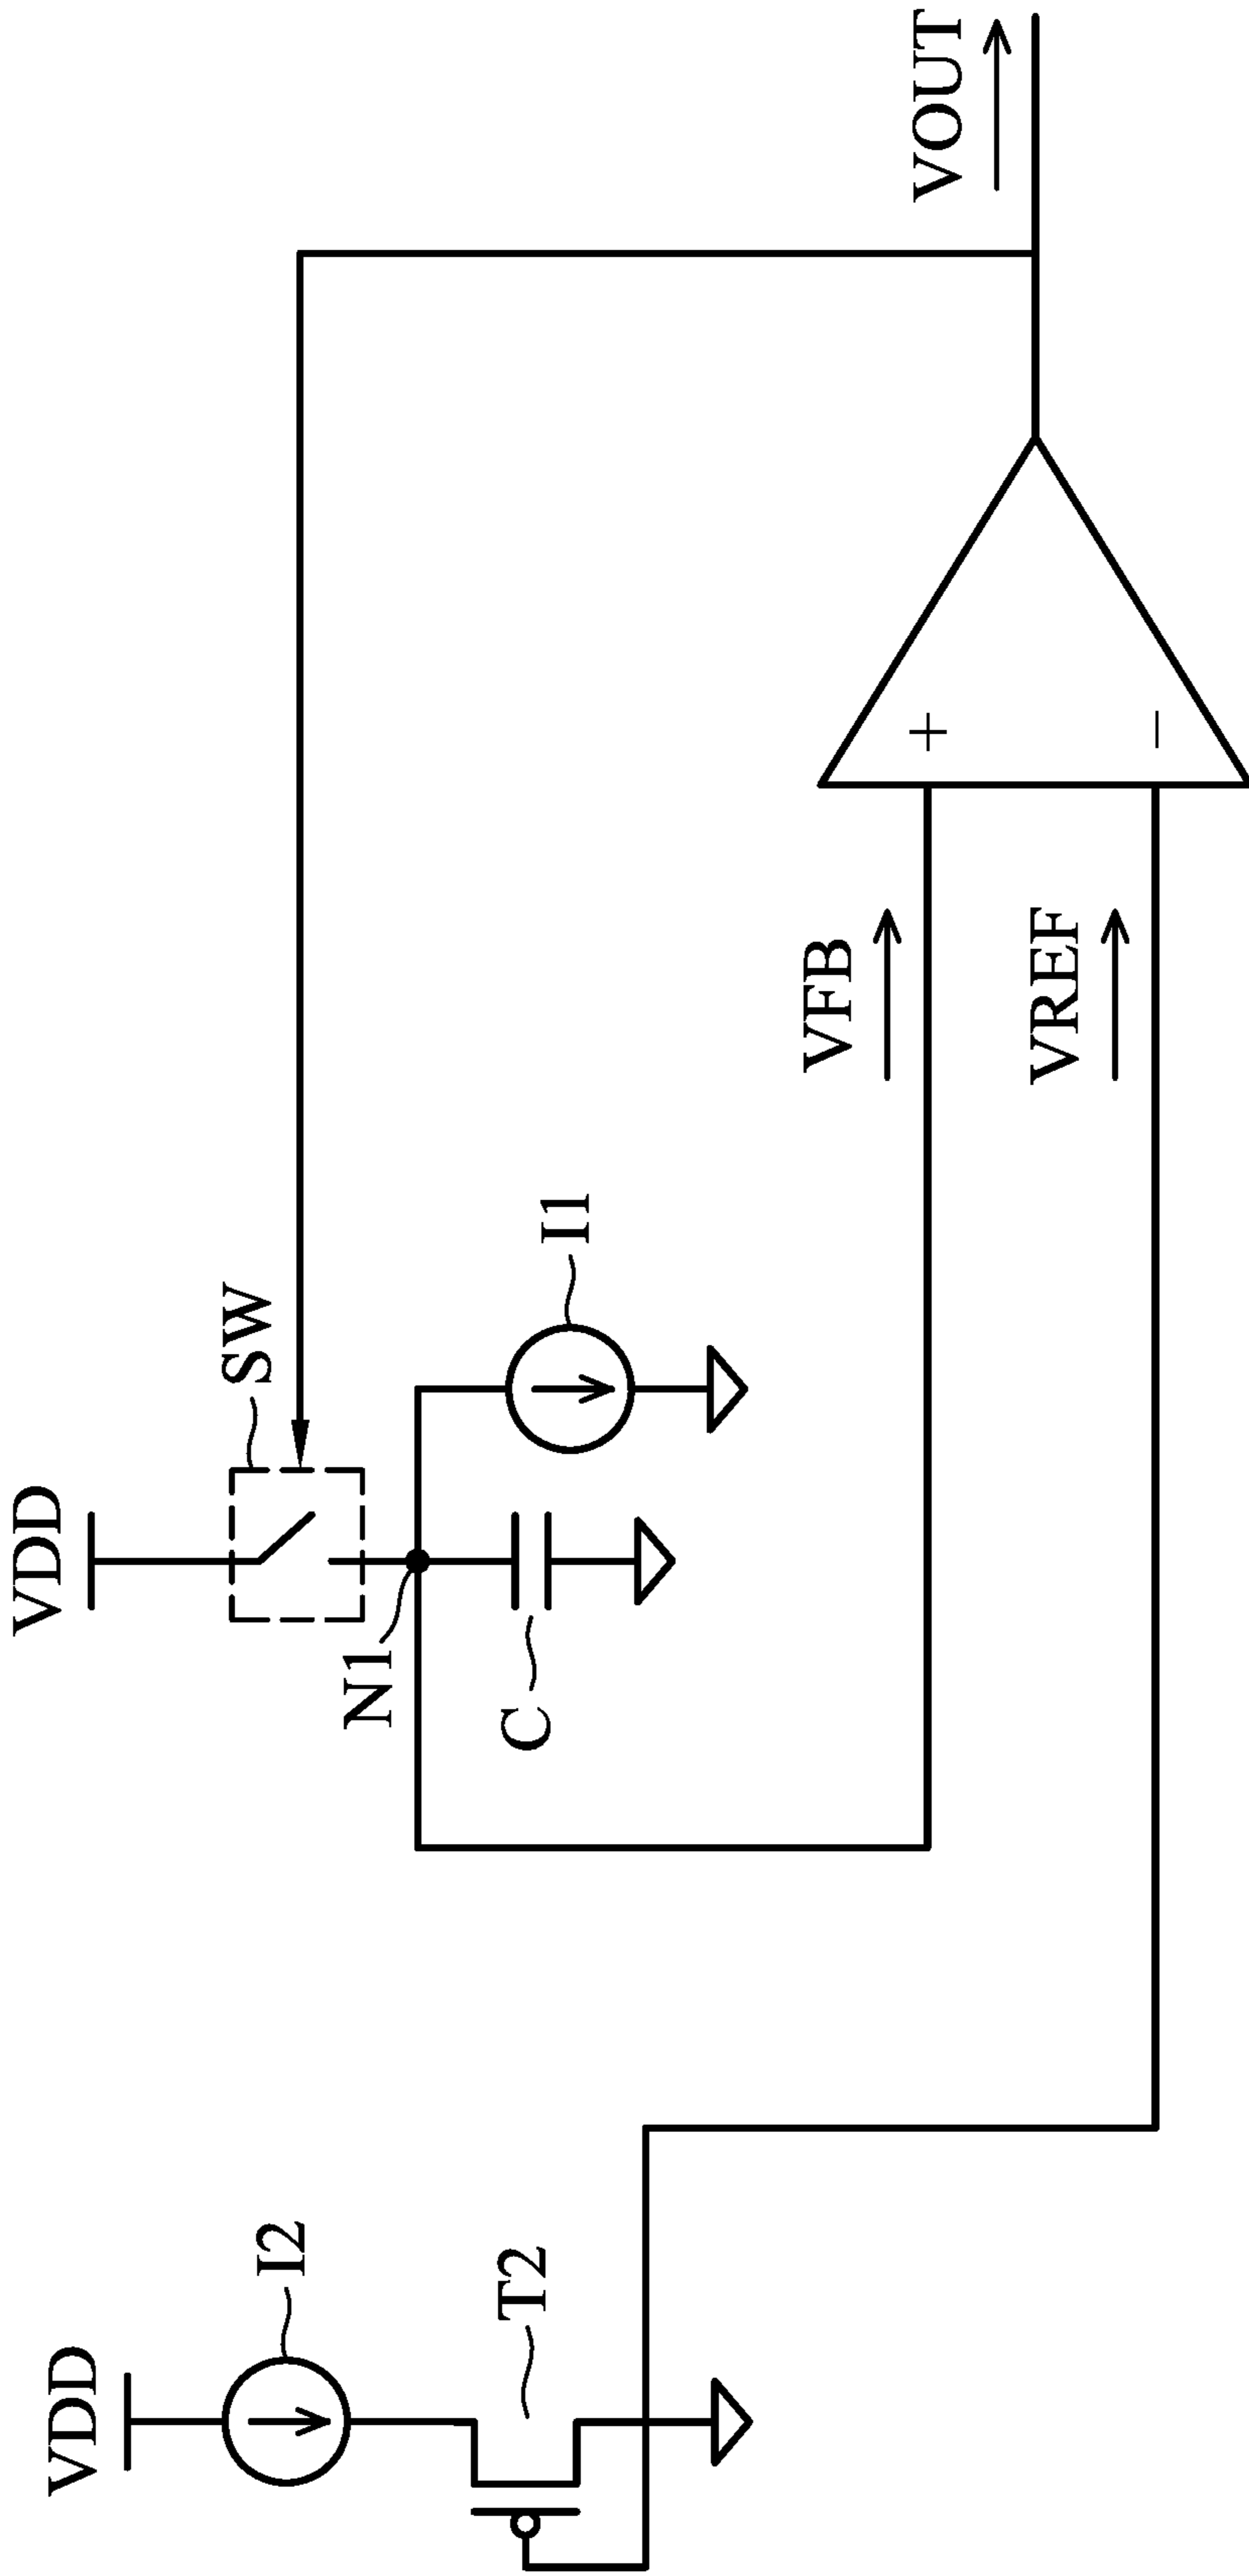 VDD
I2
T2
VDD
SW
N1
C
I1
VFB
VREF
+
−
VOUT